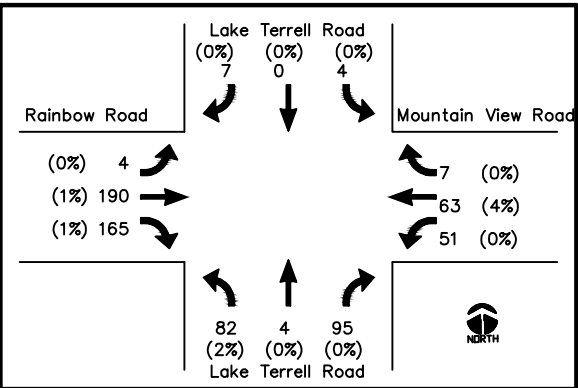 Lake Terrell Road
(0%) (0%) (0%)
7 0 4
Rainbow Road
Mountain View Road
(0%) 4
(1%) 190
(1%) 165
7 (0%)
63 (4%)
51 (0%)
82 4 95
(2%) (0%) (0%)
Lake Terrell Road
NORTH